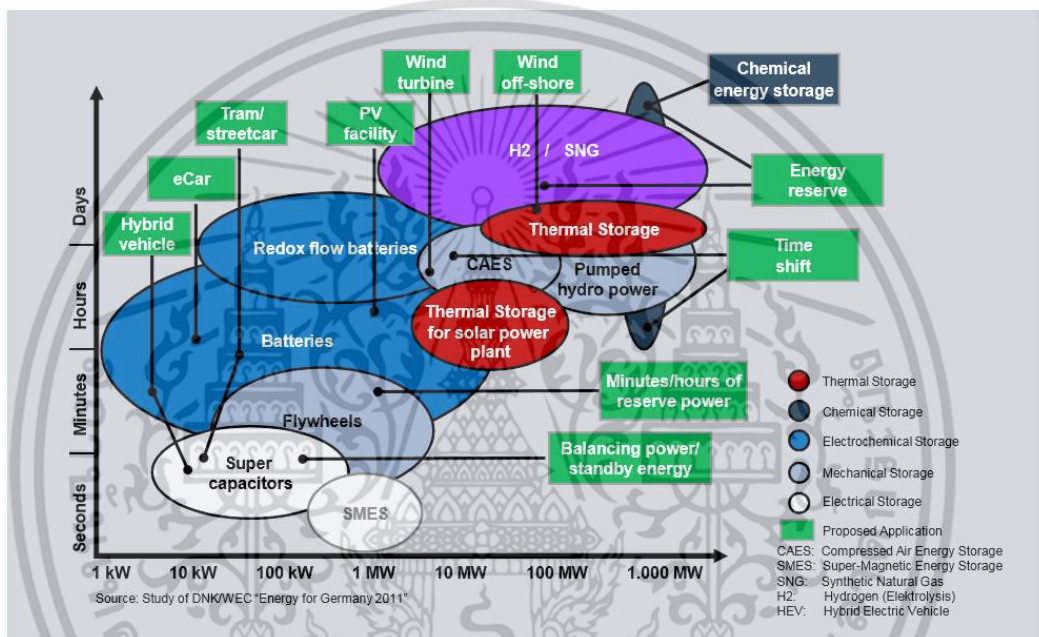 Wind
turbine
Wind
off-shore
Chemical
energy storage
Tram/
streetcar
PV
facility
H2 / SNG
Energy
reserve
eCar
Hybrid
vehicle
Redox flow batteries
Thermal Storage
Time
shift
CAES
Pumped
hydro power
Thermal Storage
for solar power
plant
Batteries
Minutes/hours of
reserve power
Flywheels
Balancing power/
standby energy
Super
capacitors
SMES
Days
Hours
Minutes
Seconds
1 kW 10 kW 100 kW 1 MW 10 MW 100 MW 1.000 MW
Thermal Storage
Chemical Storage
Electrochemical Storage
Mechanical Storage
Electrical Storage
Proposed Application
CAES: Compressed Air Energy Storage
SMES: Super-Magnetic Energy Storage
SNG: Synthetic Natural Gas
H2: Hydrogen (Elektrolysis)
HEV: Hybrid Electric Vehicle
Source: Study of DNK/WEC "Energy for Germany 2011"